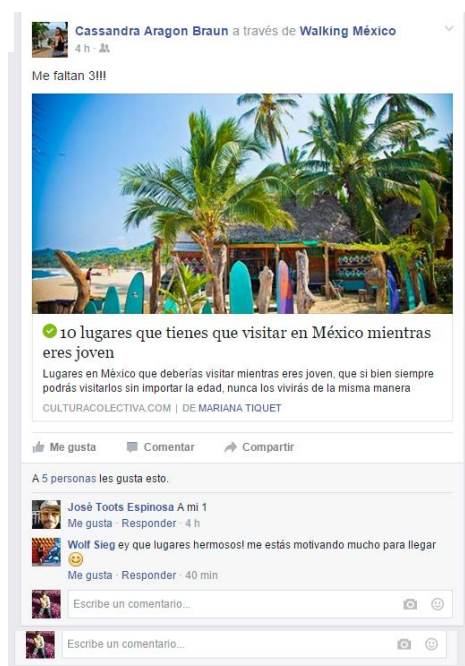 Cassandra Aragon Braun a través de Walking México
4 h ·
Me faltan 3!!!
10 lugares que tienes que visitar en México mientras
eres joven
Lugares en México que deberías visitar mientras eres joven, que si bien siempre
podrás visitarlos sin importar la edad, nunca los vivirás de la misma manera
CULTURACOLECTIVA.COM | DE MARIANA TIQUET
Me gusta Comentar Compartir
A 5 personas les gusta esto.
José Toots Espinosa A mi 1
Me gusta · Responder · 4 h
Wolf Sieg ey que lugares hermosos! me estás motivando mucho para llegar
Me gusta · Responder · 40 min
Escribe un comentario...
Escribe un comentario...